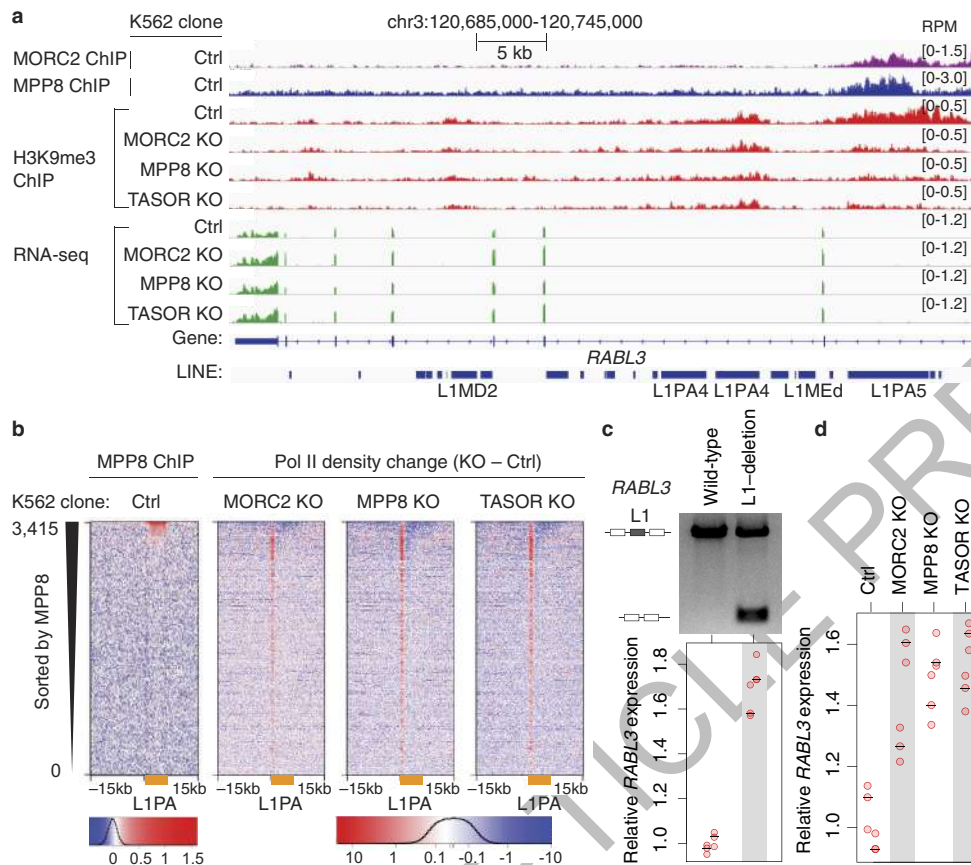 a
K562 clone
chr3:120,685,000-120,745,000
RPM
5 kb
MORC2 ChIP
Ctrl
[0-1.5]
MPP8 ChIP
Ctrl
[0-3.0]
H3K9me3 ChIP
Ctrl
[0-0.5]
MORC2 KO
[0-0.5]
MPP8 KO
[0-0.5]
TASOR KO
[0-0.5]
RNA-seq
Ctrl
[0-1.2]
MORC2 KO
[0-1.2]
MPP8 KO
[0-1.2]
TASOR KO
[0-1.2]
Gene:
RABL3
LINE:
L1MD2
L1PA4
L1PA4
L1MEd
L1PA5
b
MPP8 ChIP
Pol II density change (KO – Ctrl)
K562 clone:
Ctrl
MORC2 KO
MPP8 KO
TASOR KO
3,415
Sorted by MPP8
0
–15kb
15kb
L1PA
–15kb
15kb
L1PA
–15kb
15kb
L1PA
–15kb
15kb
L1PA
0 0.5 1 1.5
10 1 0.1 -0.1 -1 -10
c
Wild-type
L1–deletion
RABL3
L1
Relative RABL3 expression
1.8
1.6
1.4
1.2
1.0
d
Ctrl
MORC2 KO
MPP8 KO
TASOR KO
Relative RABL3 expression
1.6
1.4
1.2
1.0
TICLE PR